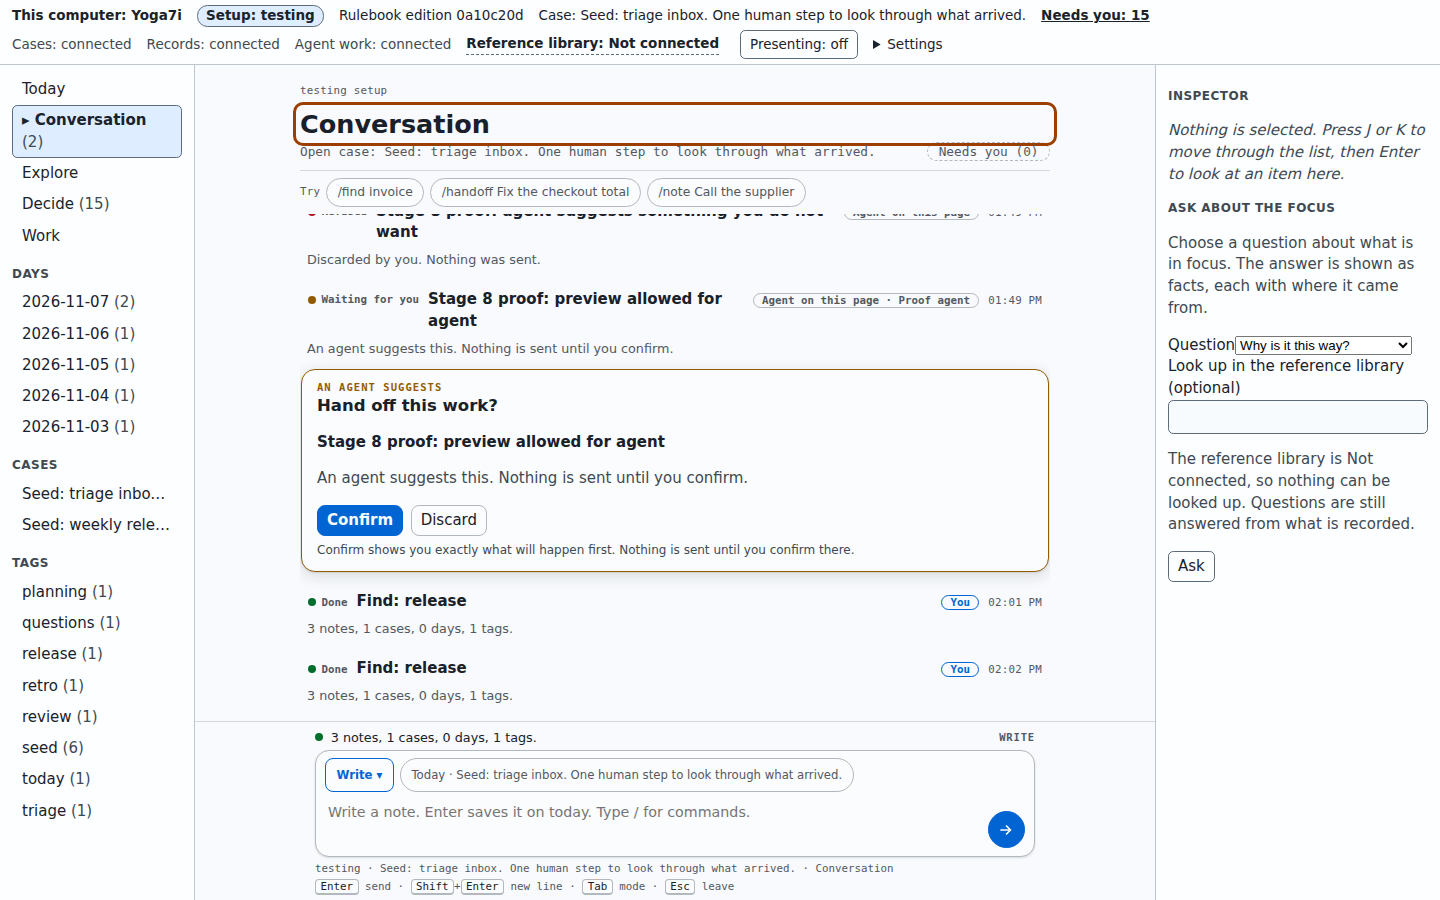 This computer: Yoga7i Setup: testing Rulebook edition 0a10c20d Case: Seed: triage inbox. One human step to look through what arrived. Needs you: 15
Cases: connected Records: connected Agent work: connected Reference library: Not connected Presenting: off ▶ Settings
Today
▸ Conversation
(2)
Explore
Decide (15)
Work
DAYS
2026-11-07 (2)
2026-11-06 (1)
2026-11-05 (1)
2026-11-04 (1)
2026-11-03 (1)
CASES
Seed: triage inbo…
Seed: weekly rele…
TAGS
planning (1)
questions (1)
release (1)
retro (1)
review (1)
seed (6)
today (1)
triage (1)
testing setup
Conversation
Open case: Seed: triage inbox. One human step to look through what arrived. Needs you (0)
Try /find invoice /handoff Fix the checkout total /note Call the supplier
Stage 8 proof: agent suggests something you do not Agent on this page 01:49 PM
want
Discarded by you. Nothing was sent.
Waiting for you Stage 8 proof: preview allowed for Agent on this page · Proof agent 01:49 PM
agent
An agent suggests this. Nothing is sent until you confirm.
AN AGENT SUGGESTS
Hand off this work?
Stage 8 proof: preview allowed for agent
An agent suggests this. Nothing is sent until you confirm.
Confirm Discard
Confirm shows you exactly what will happen first. Nothing is sent until you confirm there.
Done Find: release You 02:01 PM
3 notes, 1 cases, 0 days, 1 tags.
Done Find: release You 02:02 PM
3 notes, 1 cases, 0 days, 1 tags.
3 notes, 1 cases, 0 days, 1 tags. WRITE
Write ▾ Today · Seed: triage inbox. One human step to look through what arrived.
Write a note. Enter saves it on today. Type / for commands.
→
testing · Seed: triage inbox. One human step to look through what arrived. · Conversation
Enter send · Shift+Enter new line · Tab mode · Esc leave
INSPECTOR
Nothing is selected. Press J or K to
move through the list, then Enter
to look at an item here.
ASK ABOUT THE FOCUS
Choose a question about what is
in focus. The answer is shown as
facts, each with where it came
from.
Question Why is it this way?
Look up in the reference library
(optional)
The reference library is Not
connected, so nothing can be
looked up. Questions are still
answered from what is recorded.
Ask